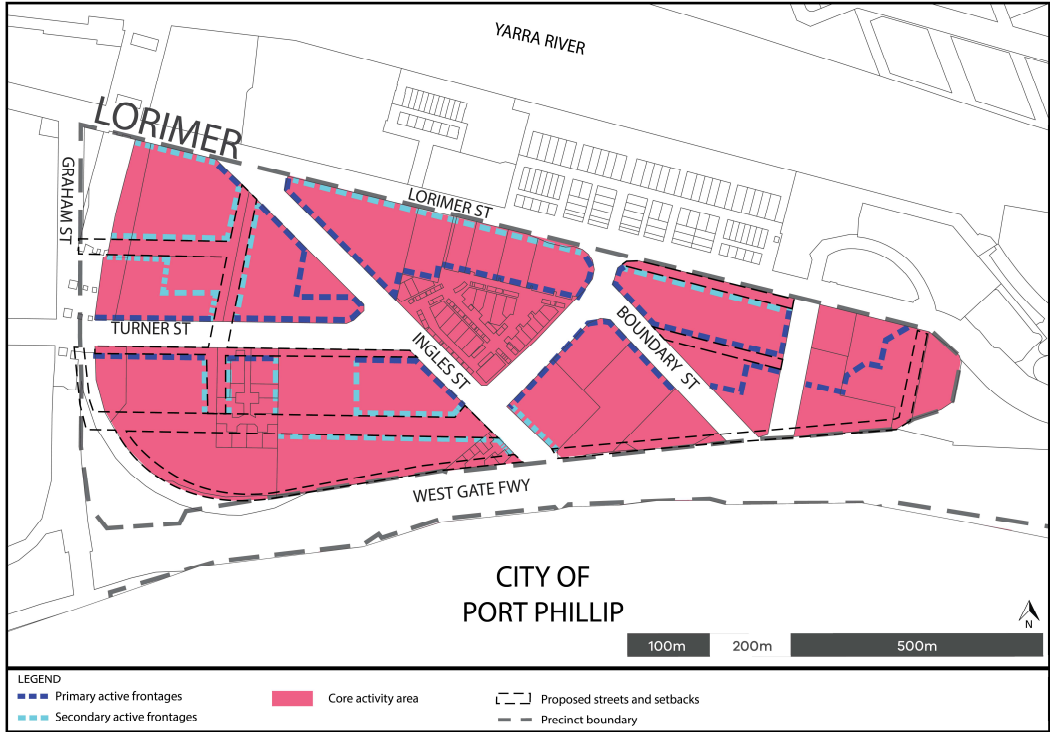 YARRA RIVER
LORIMER
GRAHAM ST
LORIMER ST
BOUNDARY ST
TURNER ST
INGLES ST
WEST GATE FWY
CITY OF
PORT PHILLIP
N
100m 200m 500m
LEGEND
Primary active frontages
Secondary active frontages
Core activity area
Proposed streets and setbacks
Precinct boundary